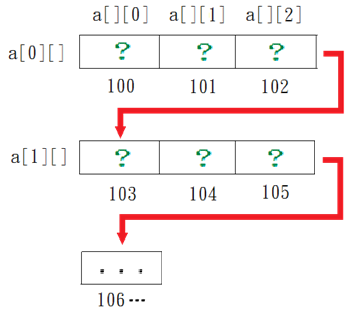 a[][0] a[][1] a[][2]
a[0][] ? ? ?
100 101 102
a[1][] ? ? ?
103 104 105
...
106…